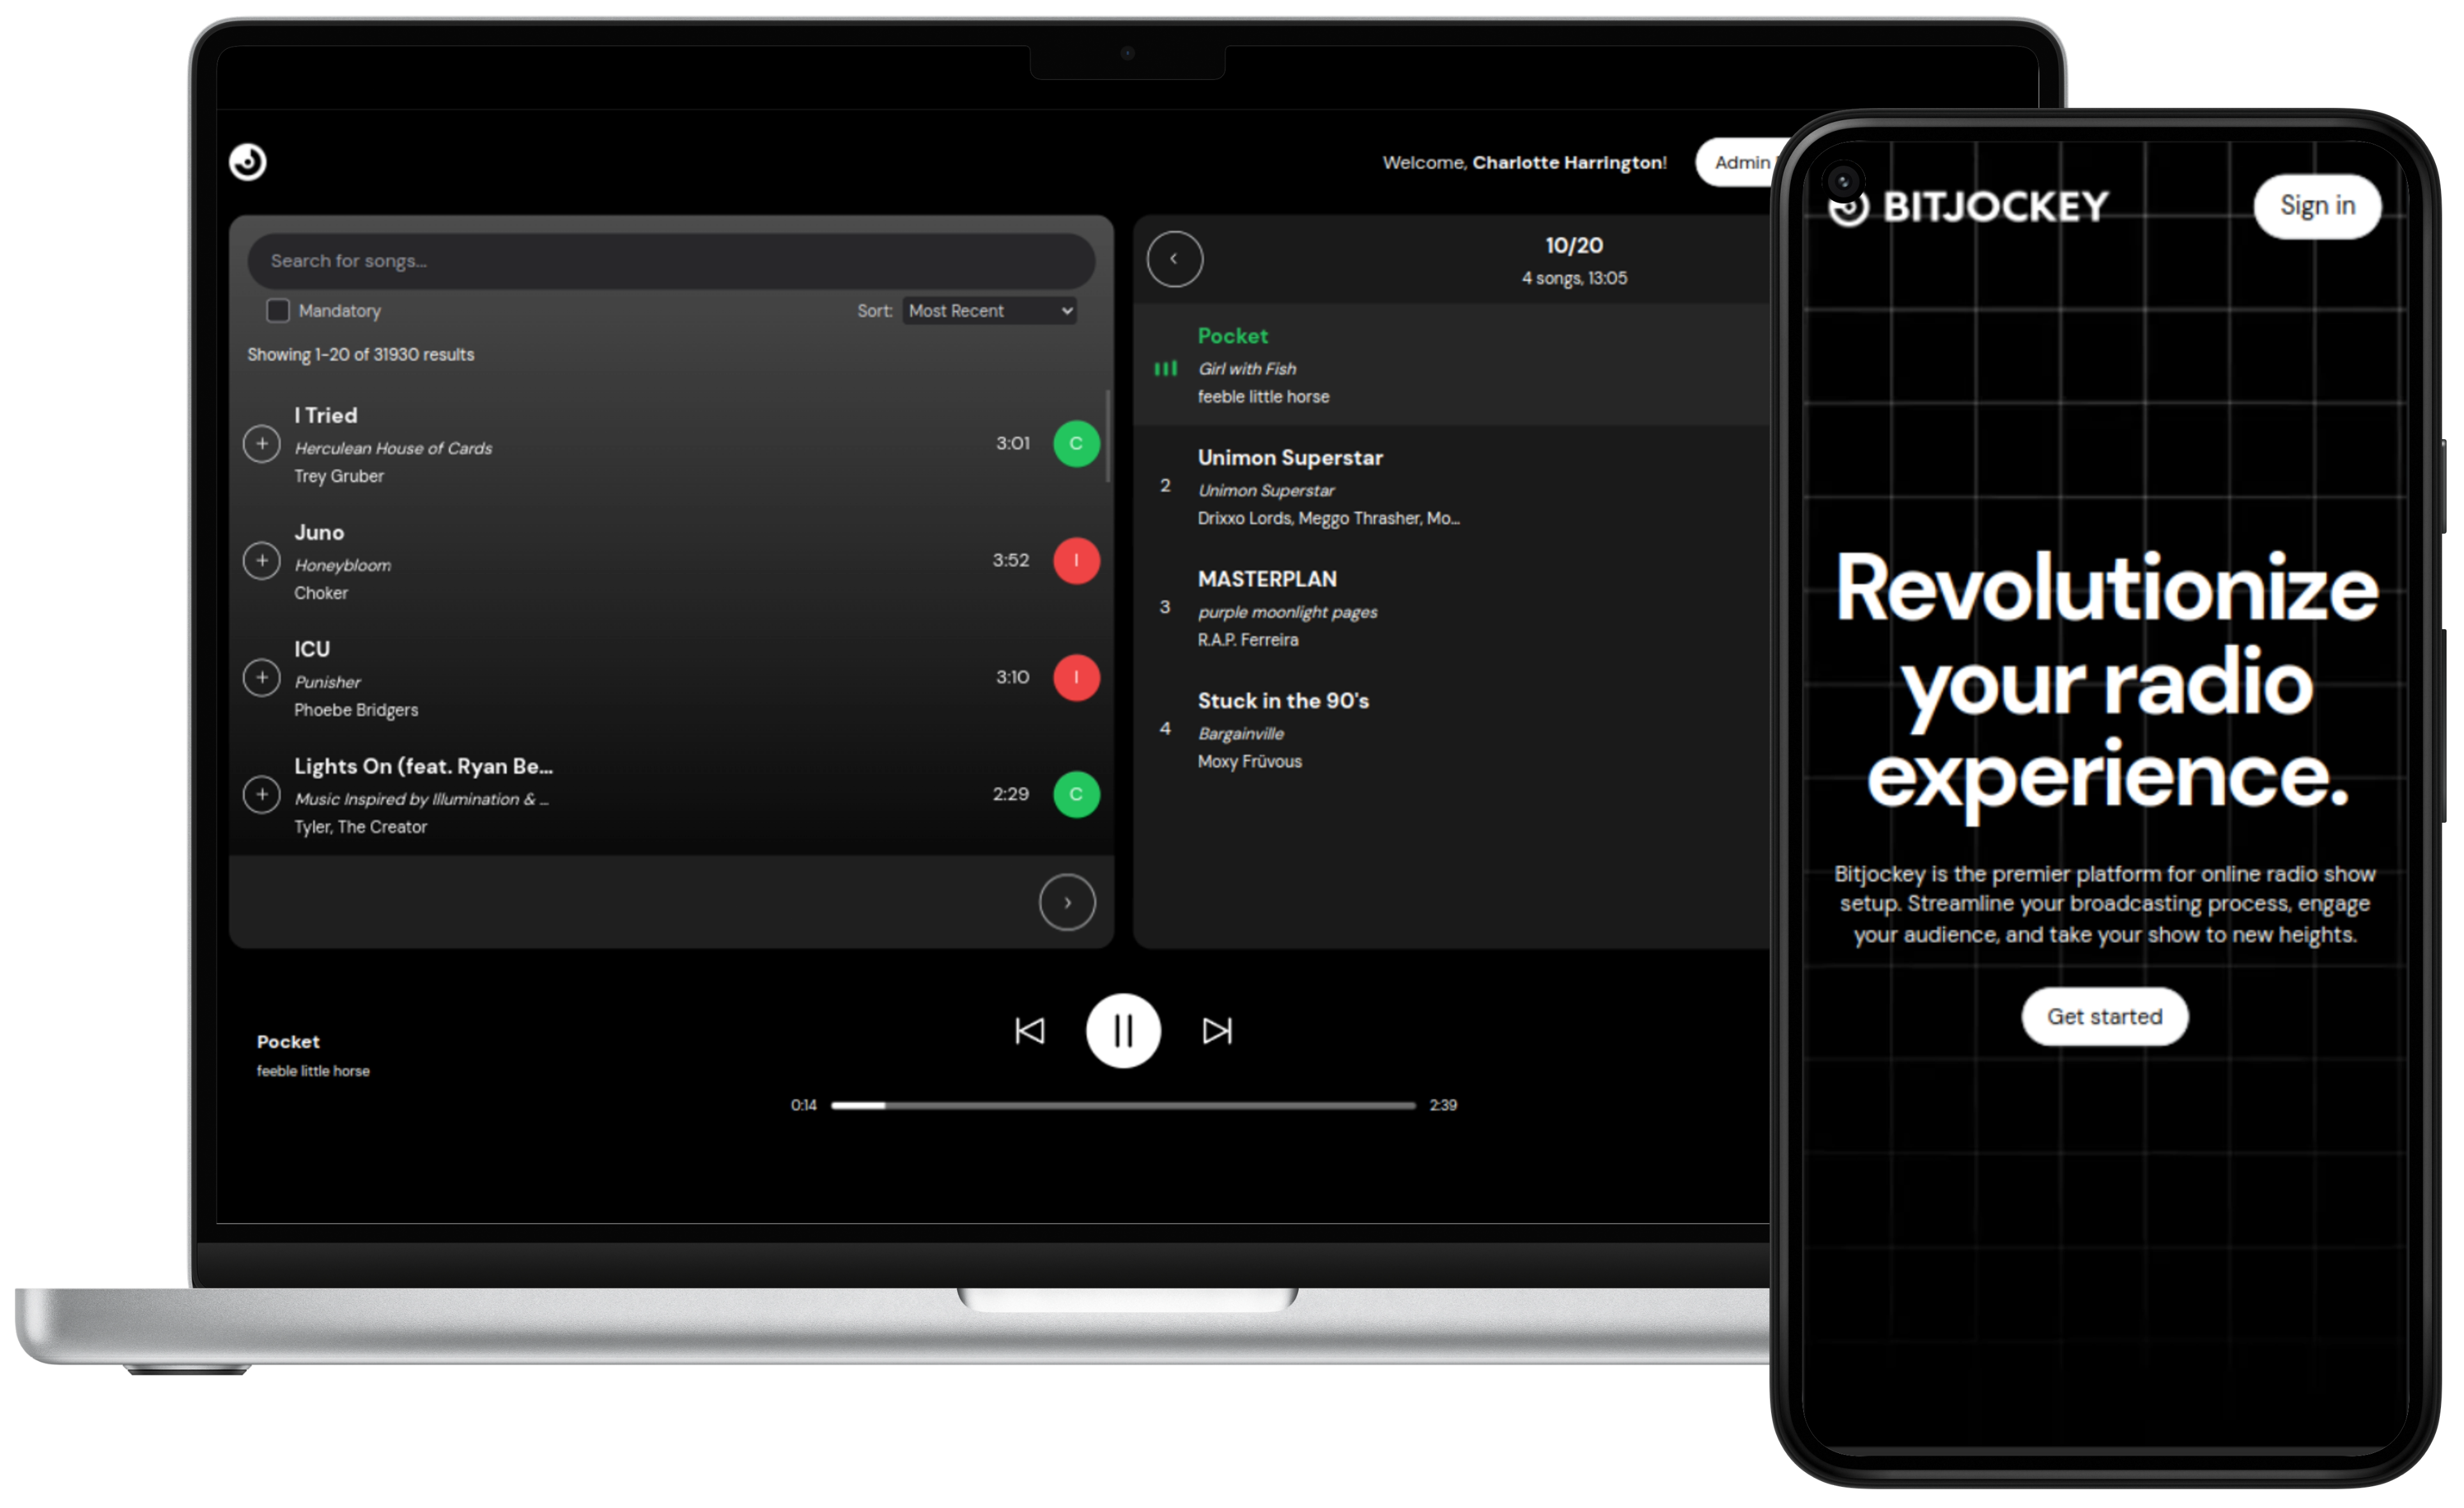 Welcome, Charlotte Harrington!
Admin
Search for songs...
Mandatory
Sort: Most Recent
Showing 1-20 of 31930 results
I Tried
Herculean House of Cards
Trey Gruber
3:01
C
Juno
Honeybloom
Choker
3:52
I
ICU
Punisher
Phoebe Bridgers
3:10
I
Lights On (feat. Ryan Be...
Music Inspired by Illumination & ...
Tyler, The Creator
2:29
C
10/20
4 songs, 13:05
Pocket
Girl with Fish
feeble little horse
2
Unimon Superstar
Unimon Superstar
Drixxo Lords, Meggo Thrasher, Mo...
3
MASTERPLAN
purple moonlight pages
R.A.P. Ferreira
4
Stuck in the 90's
Bargainville
Moxy Früvous
Pocket
feeble little horse
0:14
2:39
BITJOCKEY
Sign in
Revolutionize
your radio
experience.
Bitjockey is the premier platform for online radio show
setup. Streamline your broadcasting process, engage
your audience, and take your show to new heights.
Get started